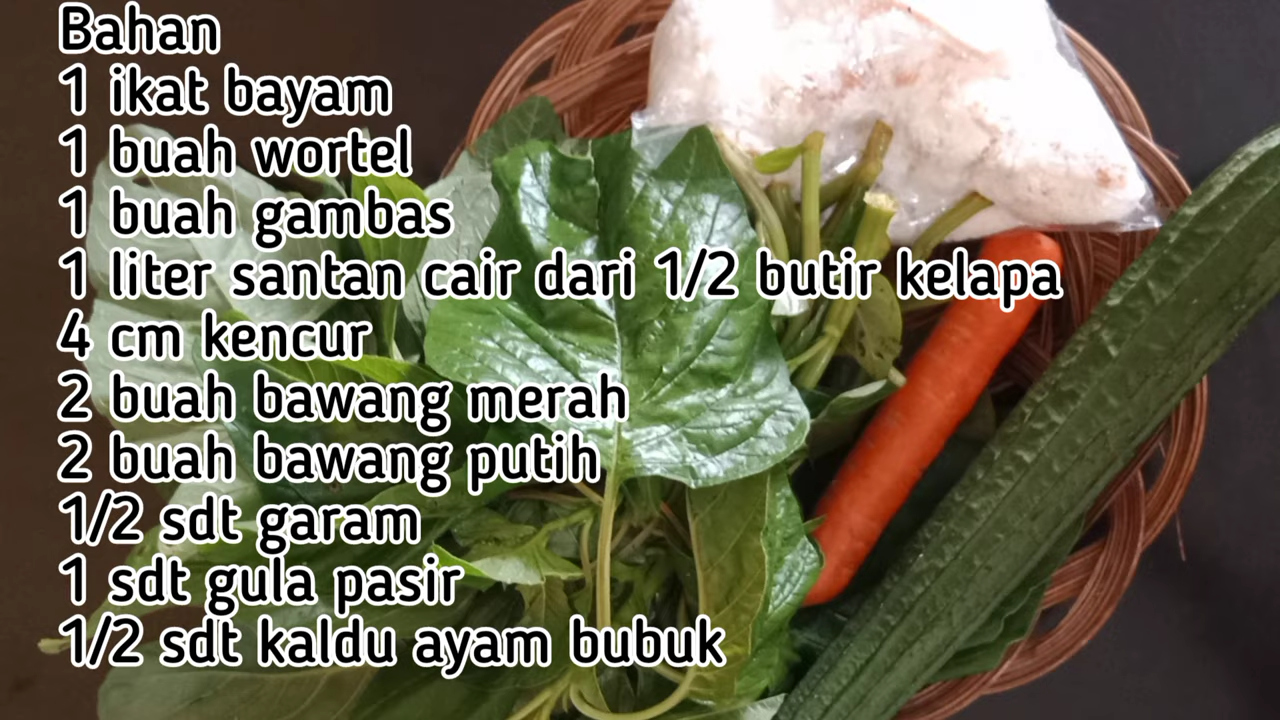 Bahan
1 ikat bayam
1 buah wortel
1 buah gambas
1 liter santan cair dari 1/2 butir kelapa
4 cm kencur
2 buah bawang merah
2 buah bawang putih
1/2 sdt garam
1 sdt gula pasir
1/2 sdt kaldu ayam bubuk